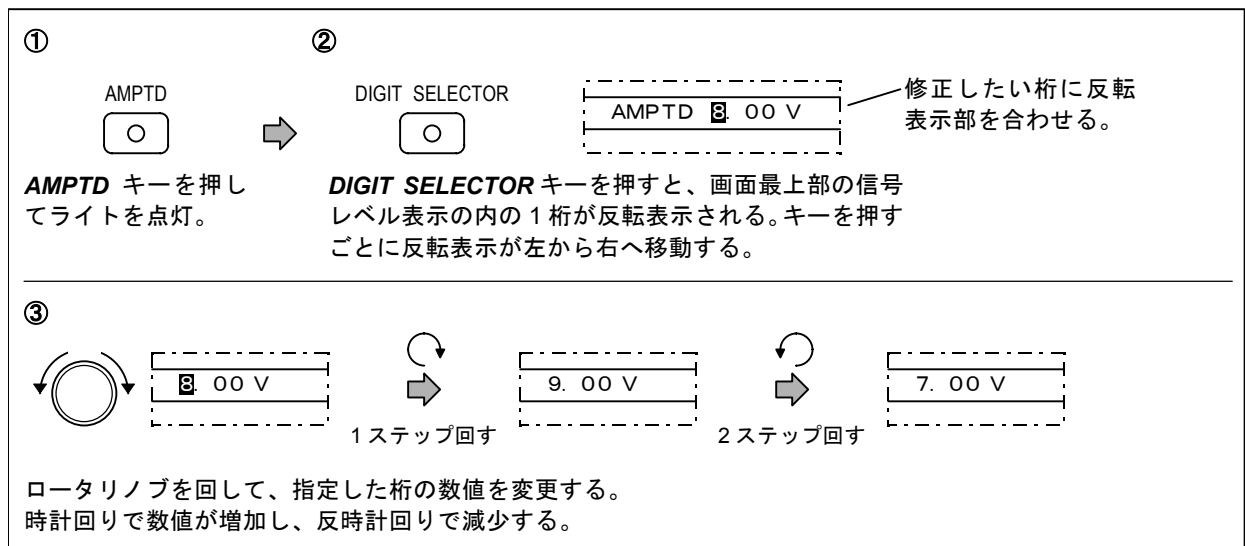 ①
②
AMPTD
DIGIT SELECTOR
AMPTD 8. 00 V
修正したい桁に反転
表示部を合わせる。
AMPTD キーを押し
てライトを点灯。
DIGIT SELECTOR キーを押すと、画面最上部の信号
レベル表示の内の 1 桁が反転表示される。キーを押す
ごとに反転表示が左から右へ移動する。
③
8. 00 V
1 ステップ回す
9. 00 V
2 ステップ回す
7. 00 V
ロータリノブを回して、指定した桁の数値を変更する。
時計回りで数値が増加し、反時計回りで減少する。